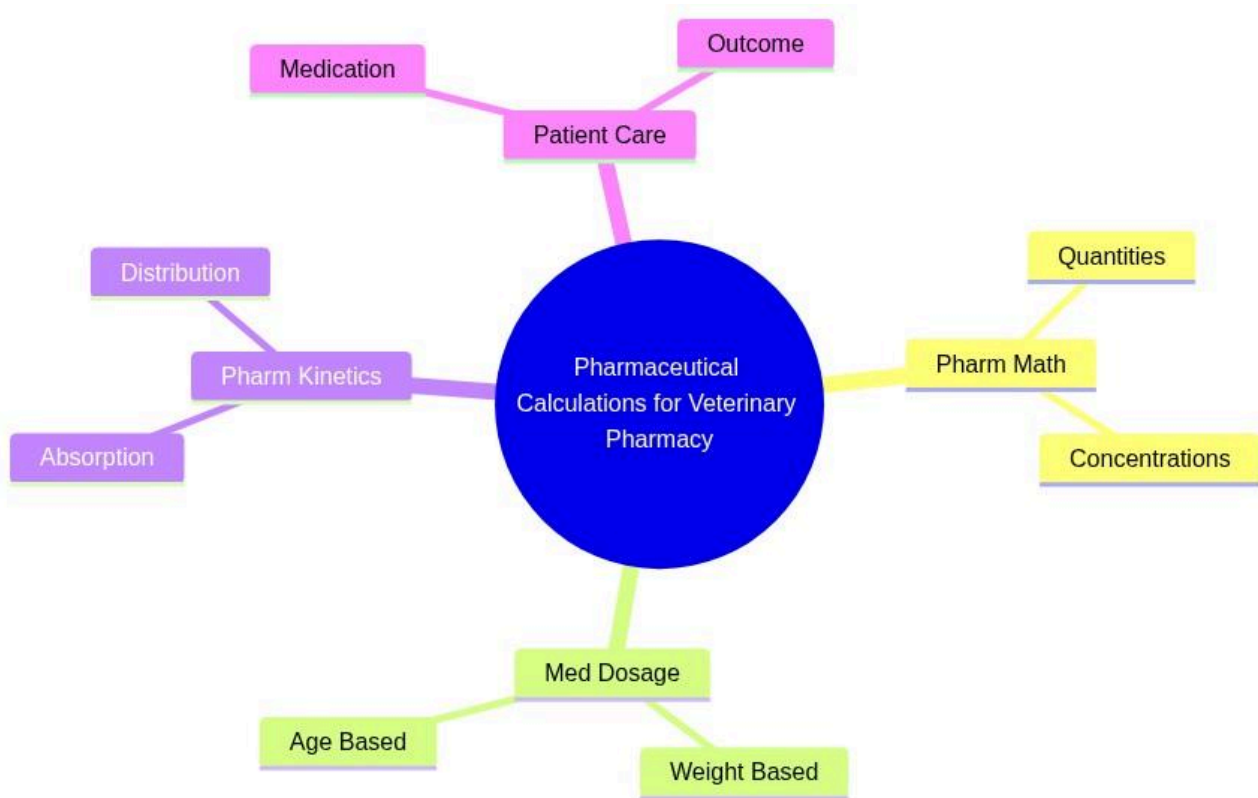 Outcome
Medication
Patient Care
Distribution
Quantities
Pharm Kinetics
Pharmaceutical
Calculations for Veterinary
Pharmacy
Pharm Math
Absorption
Concentrations
Med Dosage
Age Based
Weight Based